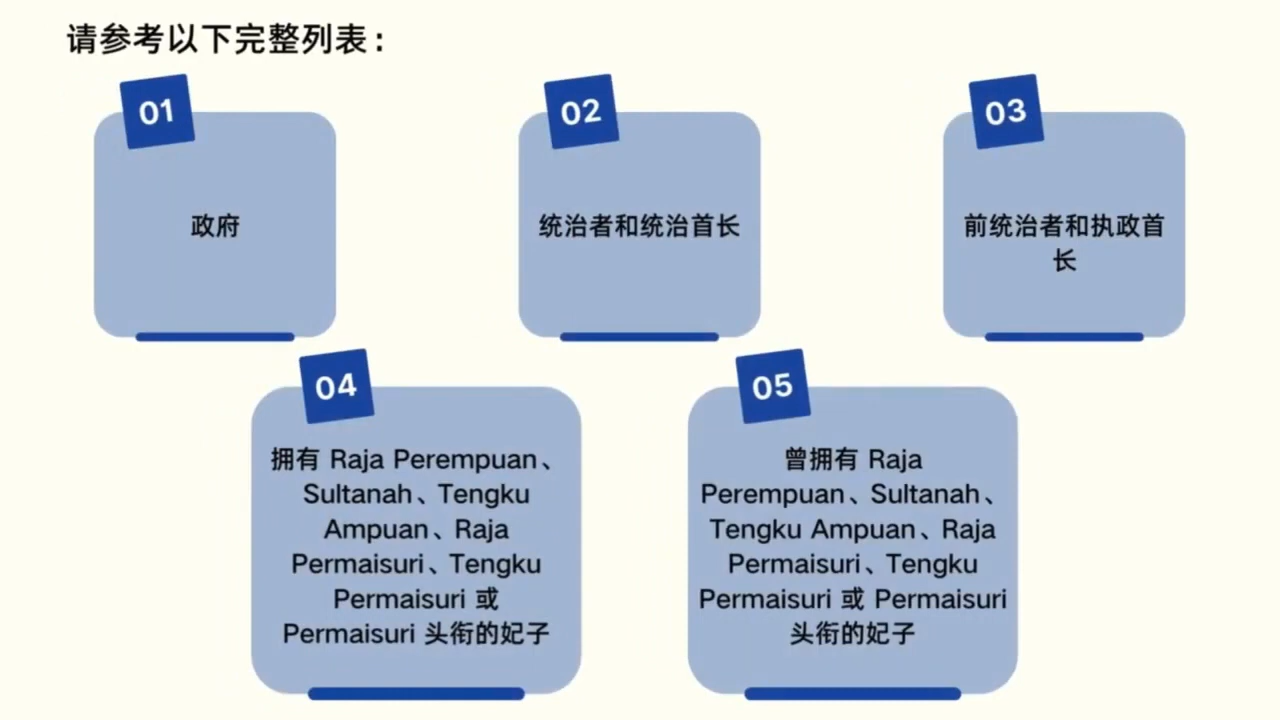 请参考以下完整列表：
01
政府
02
统治者和统治首长
03
前统治者和执政首
长
04
拥有 Raja Perempuan、
Sultanah、Tengku
Ampuan、Raja
Permaisuri、Tengku
Permaisuri 或
Permaisuri 头衔的妃子
05
曾拥有 Raja
Perempuan、Sultanah、
Tengku Ampuan、Raja
Permaisuri、Tengku
Permaisuri 或 Permaisuri
头衔的妃子